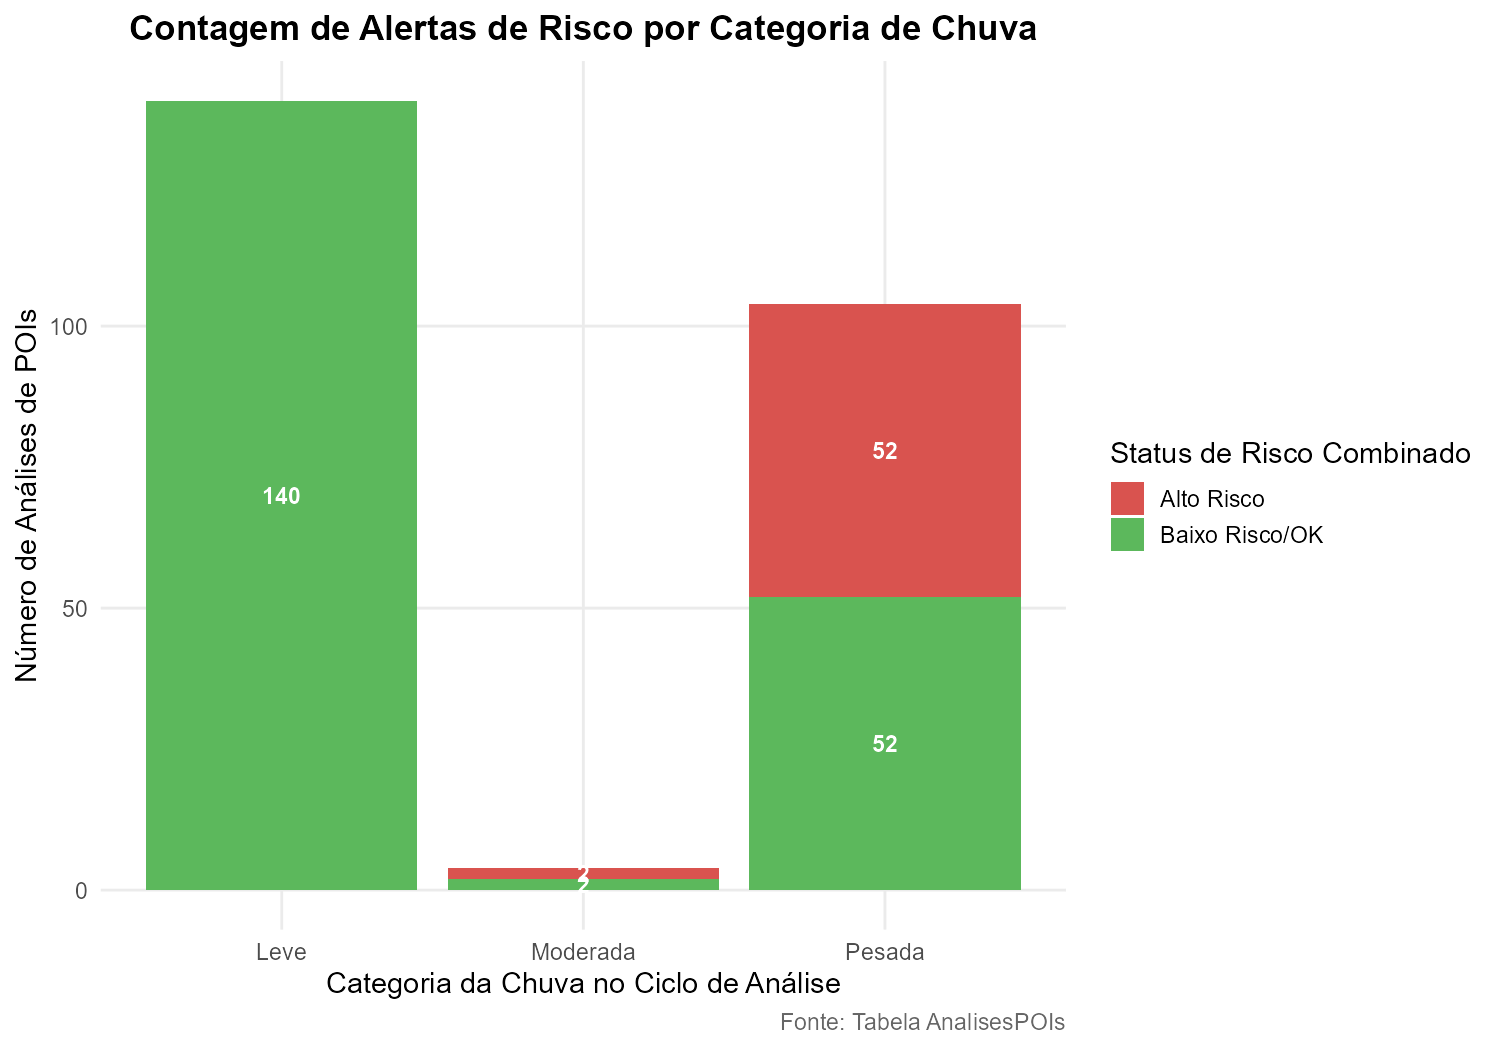 Contagem de Alertas de Risco por Categoria de Chuva
Número de Análises de POIs
100
50
0
140
2
2
52
52
Leve
Moderada
Pesada
Categoria da Chuva no Ciclo de Análise
Fonte: Tabela AnalisesPOIs
Status de Risco Combinado
Alto Risco
Baixo Risco/OK